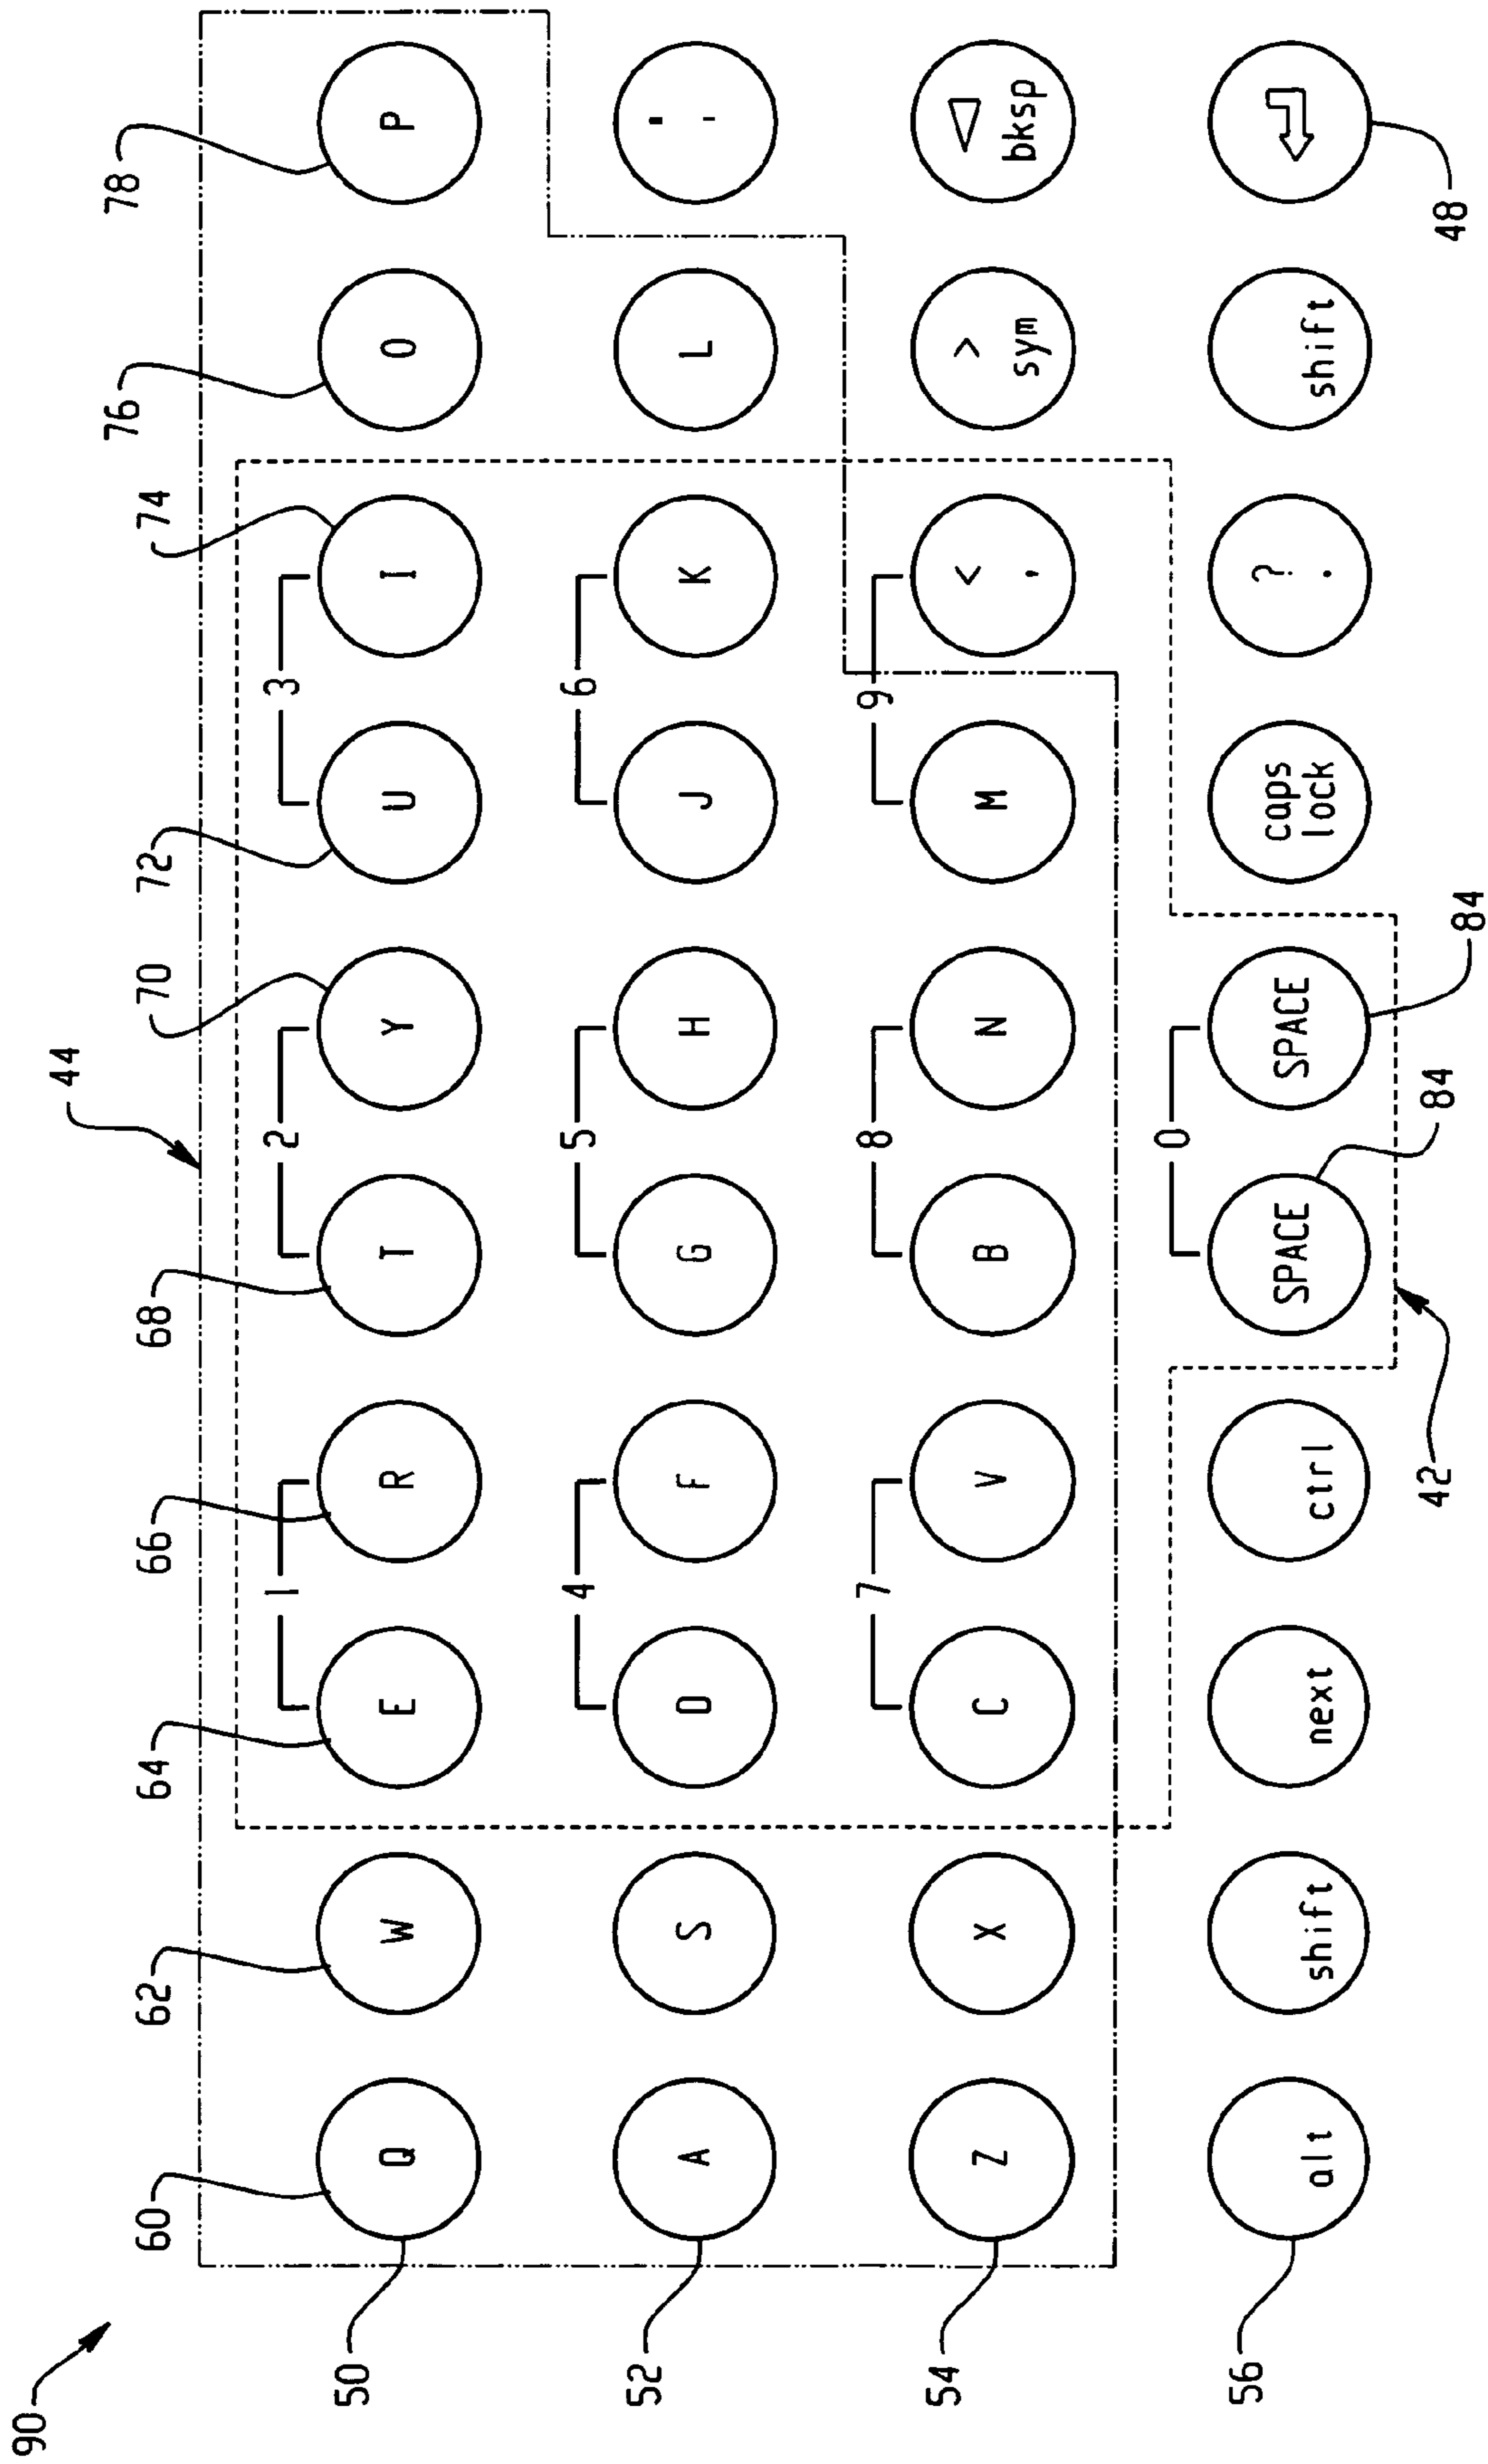 90
44
60 62 64 66 68 70 72 74 76 78
1 2 3
50 Q W E R T Y U I O P
4 5 6
52 A S D F G H J K L " '
7 8 9
54 Z X C V B N M < , > sym bksp
0
56 alt shift next ctrl SPACE SPACE caps lock ? . shift
42 84 84 48